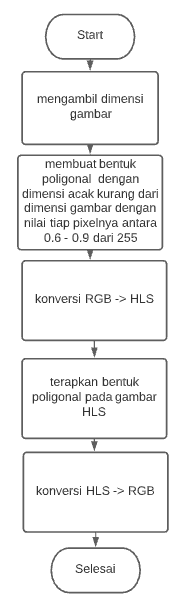 Start
mengambil dimensi
gambar
membuat bentuk
poligonal dengan
dimensi acak kurang dari
dimensi gambar dengan
nilai tiap pixelnya antara
0.6 - 0.9 dari 255
konversi RGB -> HLS
terapkan bentuk
poligonal pada gambar
HLS
konversi HLS -> RGB
Selesai